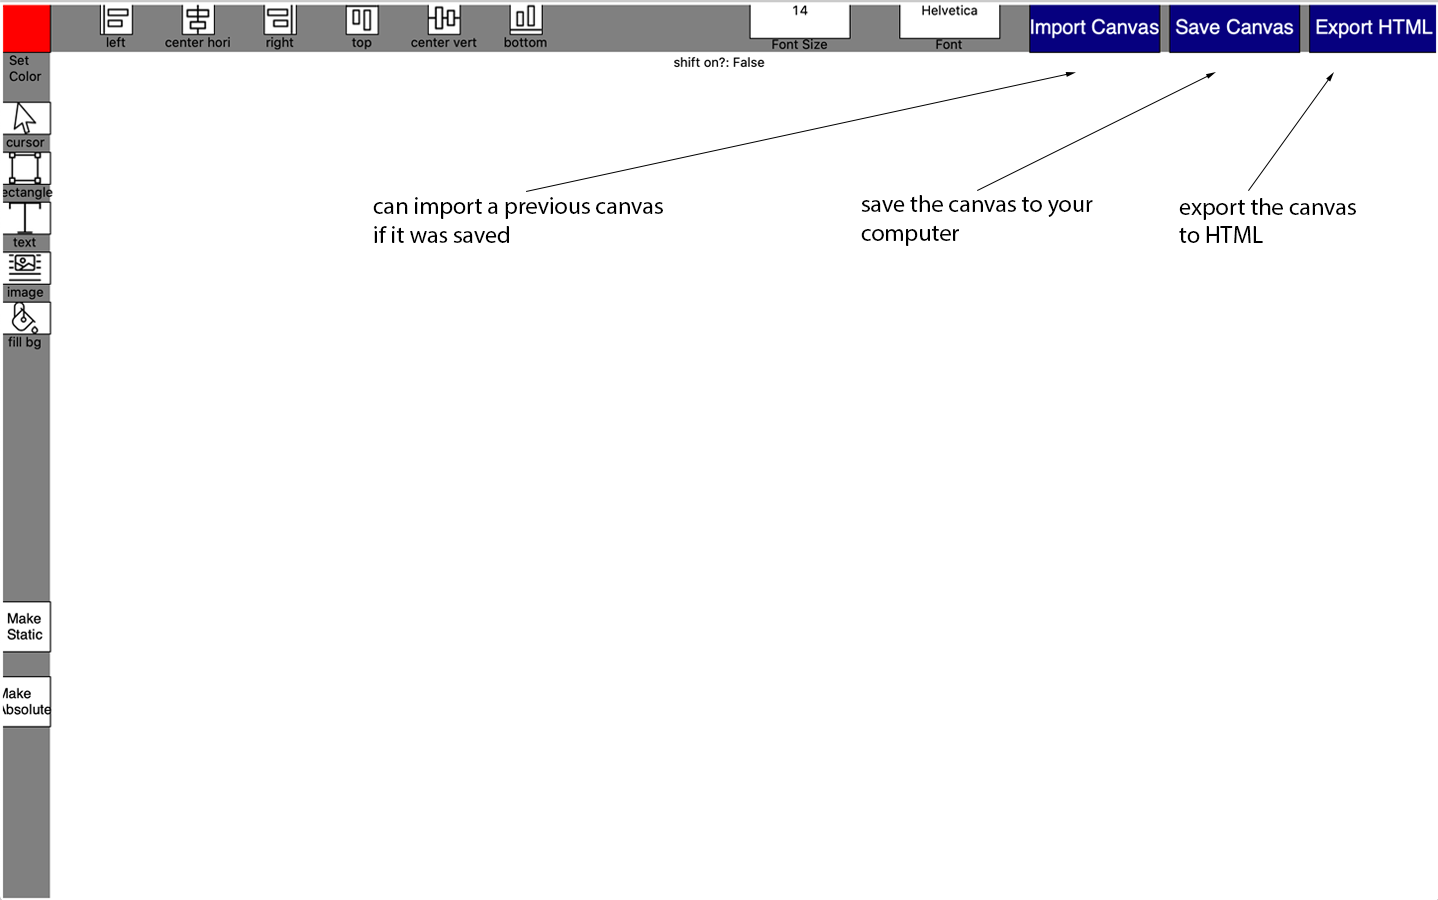 14
Helvetica
Import Canvas
Save Canvas
Export HTML
left
center hori
right
top
center vert
bottom
Font Size
Font
shift on?: False
Set
Color
cursor
ectangle
text
image
fill bg
can import a previous canvas
if it was saved
save the canvas to your
computer
export the canvas
to HTML
Make
Static
Make
Absolute